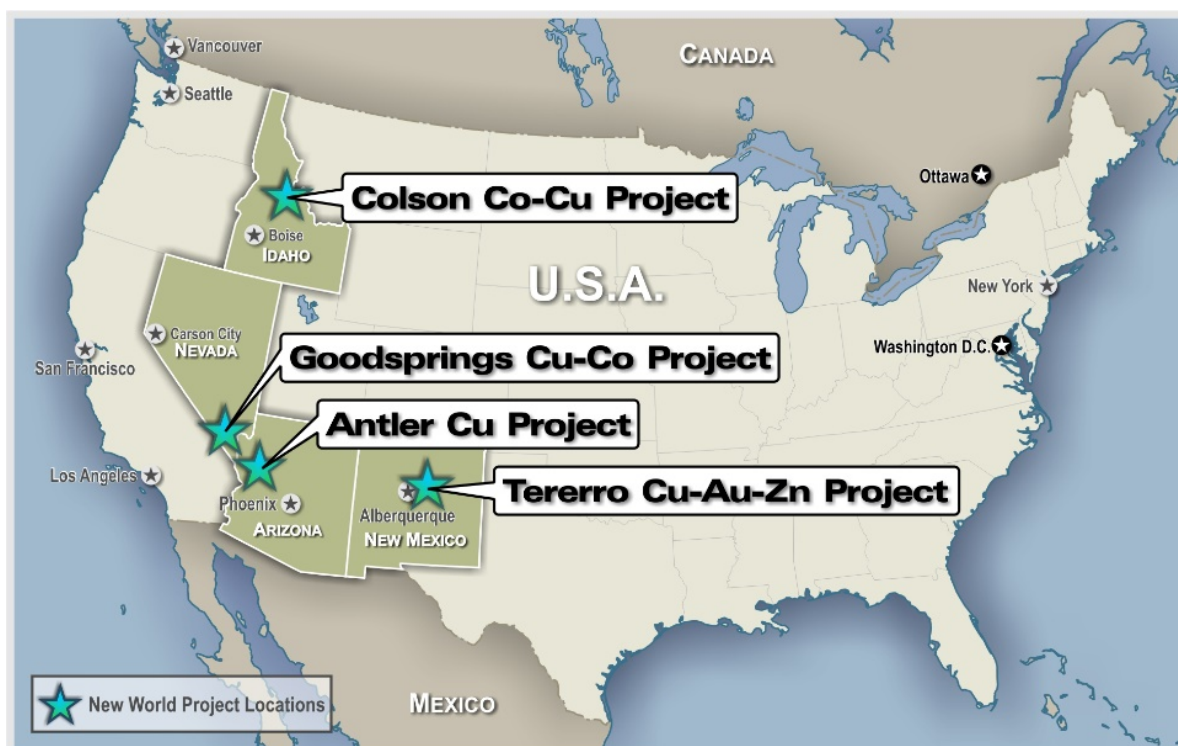 Vancouver
CANADA
Seattle
Ottawa
Colson Co-Cu Project
Boise
IDAHO
U.S.A.
New York
Carson City
NEVADA
Washington D.C.
San Francisco
Goodsprings Cu-Co Project
Antler Cu Project
Los Angeles
Phoenix
Tererro Cu-Au-Zn Project
Alberquerque
ARIZONA
NEW MEXICO
New World Project Locations
MEXICO